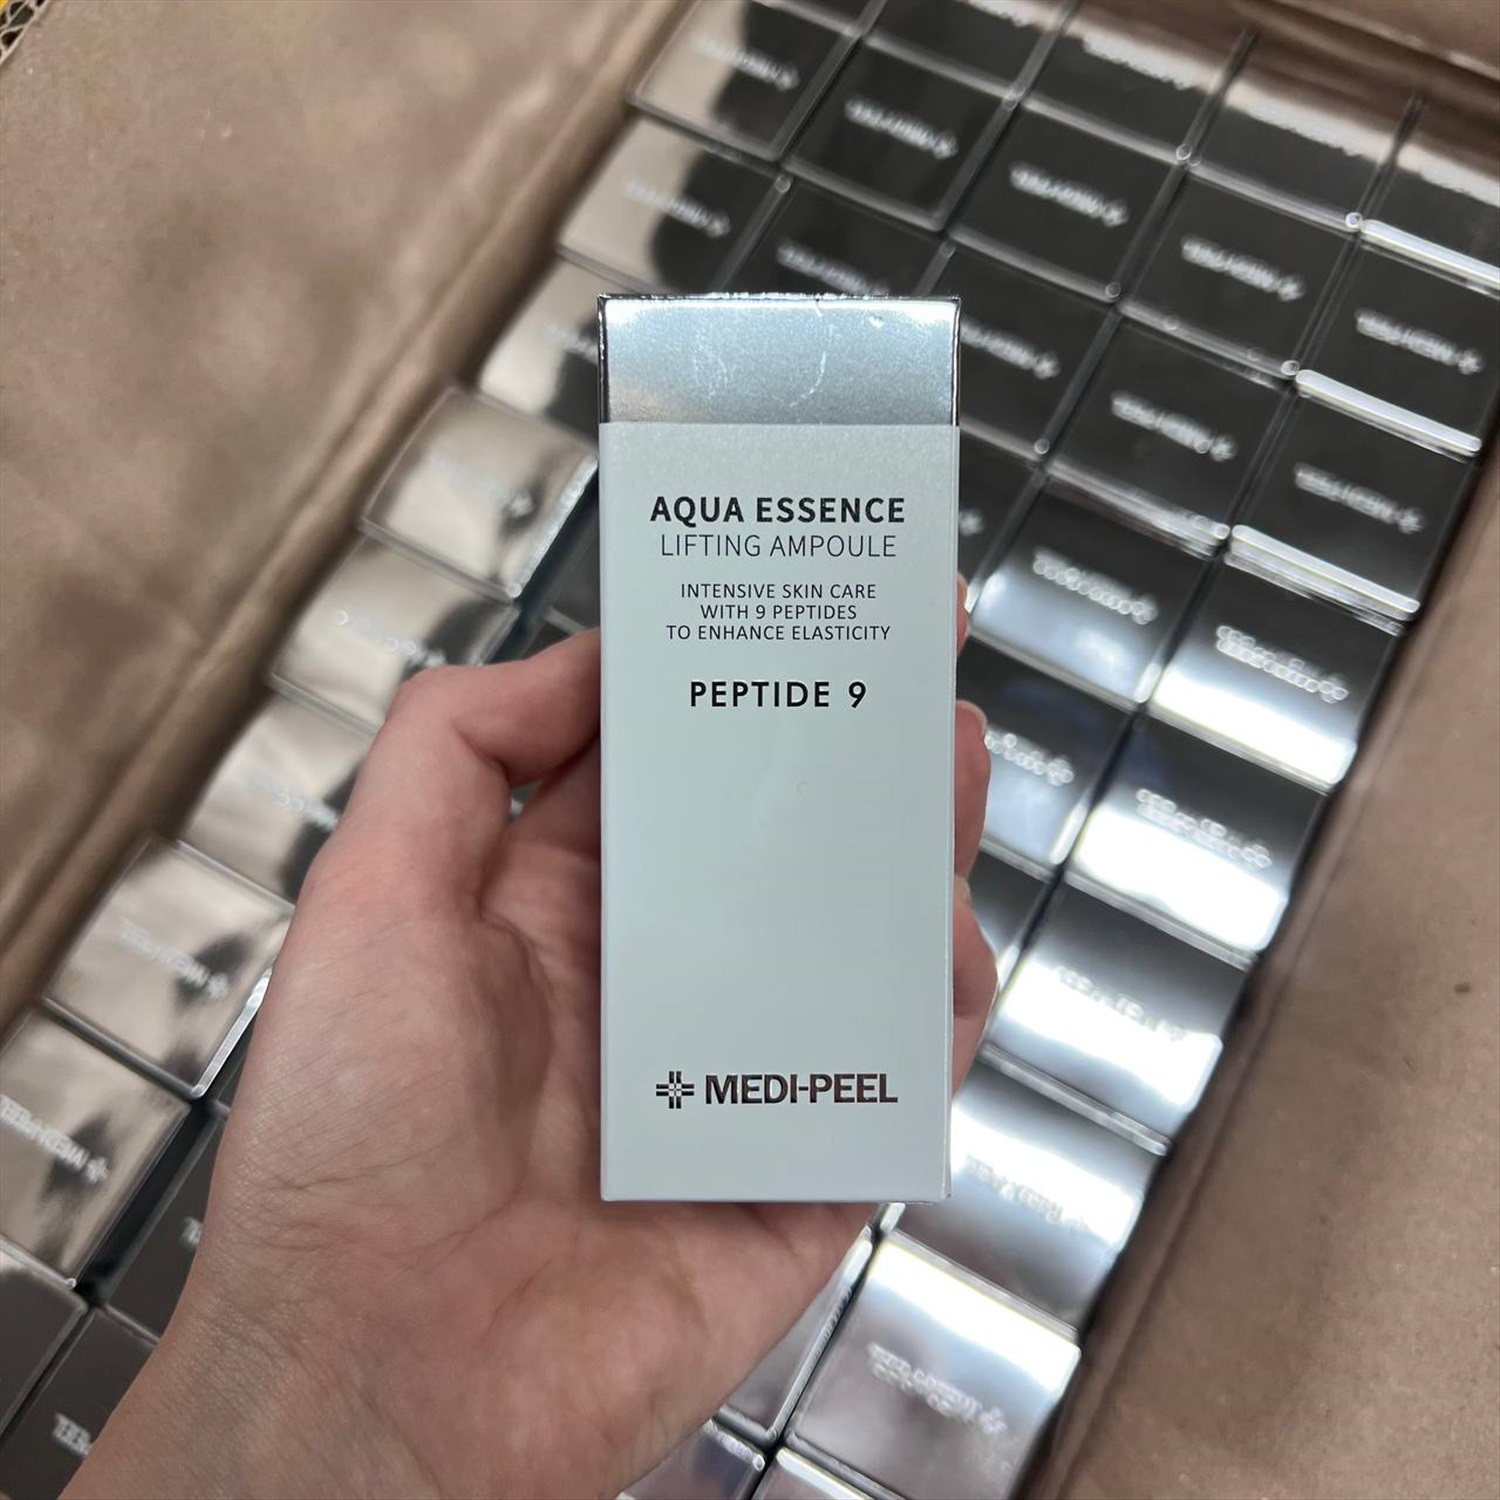 AQUA ESSENCE
LIFTING AMPOULE
INTENSIVE SKIN CARE
WITH 9 PEPTIDES
TO ENHANCE ELASTICITY
PEPTIDE 9
MEDI-PEEL